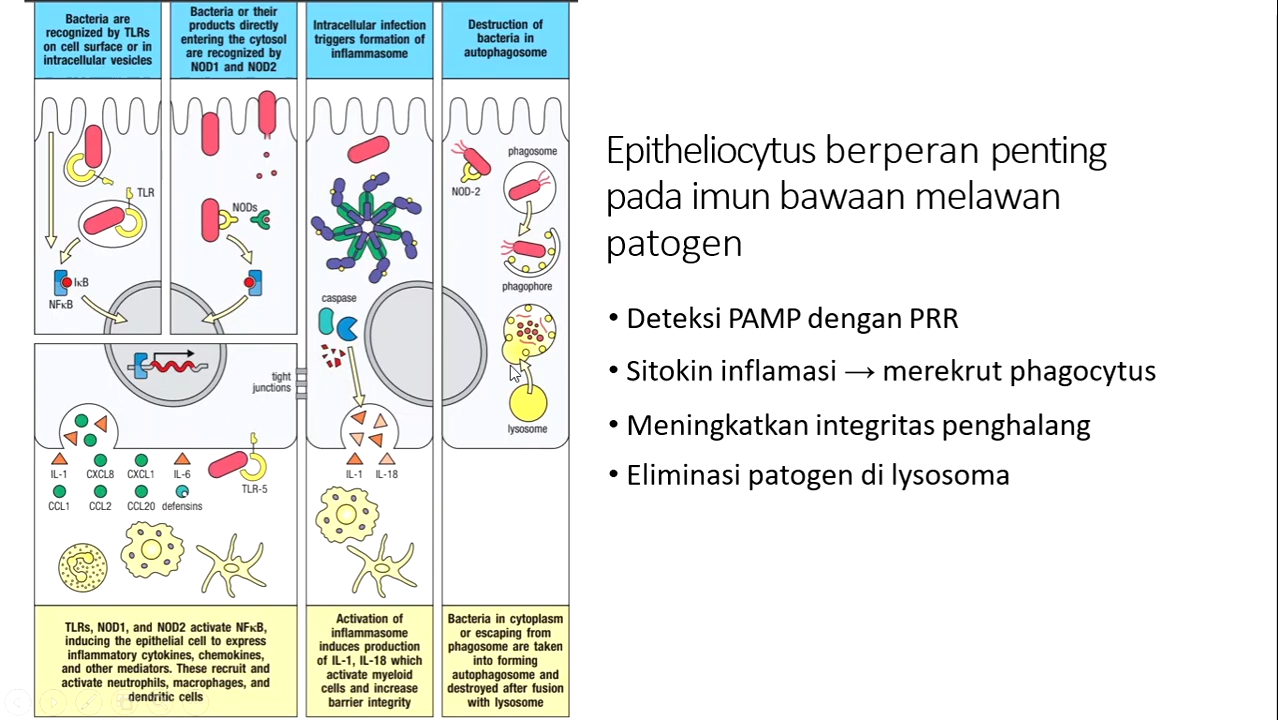 Bacteria are
recognized by TLRs
on cell surface or in
intracellular vesicles
Bacteria or their
products directly
entering the cytosol
are recognized by
NOD1 and NOD2
Intracellular infection
triggers formation of
inflammasome
Destruction of
bacteria in
autophagosome
TLR
IκB
NFκB
NODs
caspase
NOD-2
phagosome
phagophore
lysosome
tight
junctions
IL-1
CXCL8
CXCL1
IL-6
CCL1
CCL2
CCL20
defensins
TLR-5
IL-1
IL-18
TLRs, NOD1, and NOD2 activate NFκB,
inducing the epithelial cell to express
inflammatory cytokines, chemokines,
and other mediators. These recruit and
activate neutrophils, macrophages, and
dendritic cells
Activation of
inflammasome
induces production
of IL-1, IL-18 which
activate myeloid
cells and increase
barrier integrity
Bacteria in cytoplasm
or escaping from
phagosome are taken
into forming
autophagosome and
destroyed after fusion
with lysosome
Epitheliocytus berperan penting
pada imun bawaan melawan
patogen
• Deteksi PAMP dengan PRR
• Sitokin inflamasi → merekrut phagocytus
• Meningkatkan integritas penghalang
• Eliminasi patogen di lysosoma